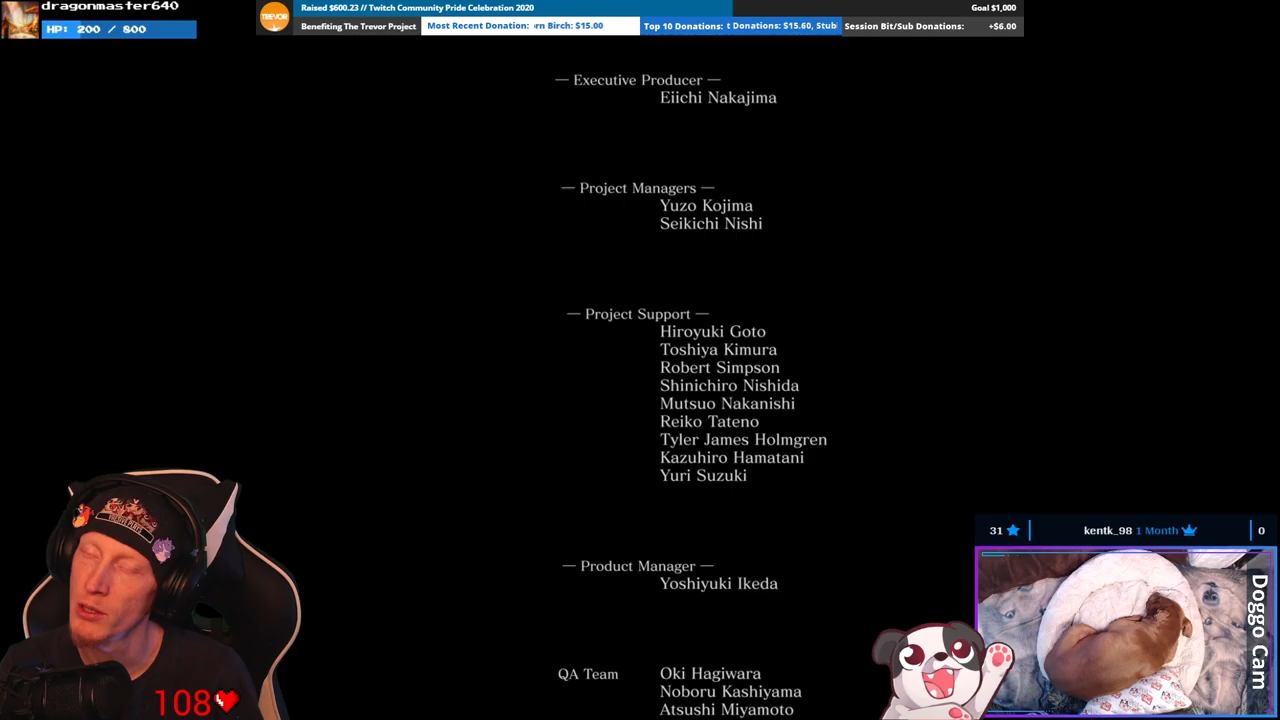 dragonmaster640
HP: 200 / 800
TREVOR
Raised $600.23 // Twitch Community Pride Celebration 2020
Goal $1,000
Benefiting The Trevor Project
Most Recent Donation: rn Birch: $15.00
Top 10 Donations: t Donations: $15.60, Stubl
Session Bit/Sub Donations: +$6.00
— Executive Producer —
Eiichi Nakajima
— Project Managers —
Yuzo Kojima
Seikichi Nishi
— Project Support —
Hiroyuki Goto
Toshiya Kimura
Robert Simpson
Shinichiro Nishida
Mutsuo Nakanishi
Reiko Tateno
Tyler James Holmgren
Kazuhiro Hamatani
Yuri Suzuki
— Product Manager —
Yoshiyuki Ikeda
QA Team Oki Hagiwara
Noboru Kashiyama
Atsushi Miyamoto
31 kentk_98 1 Month 0
Doggo Cam
108